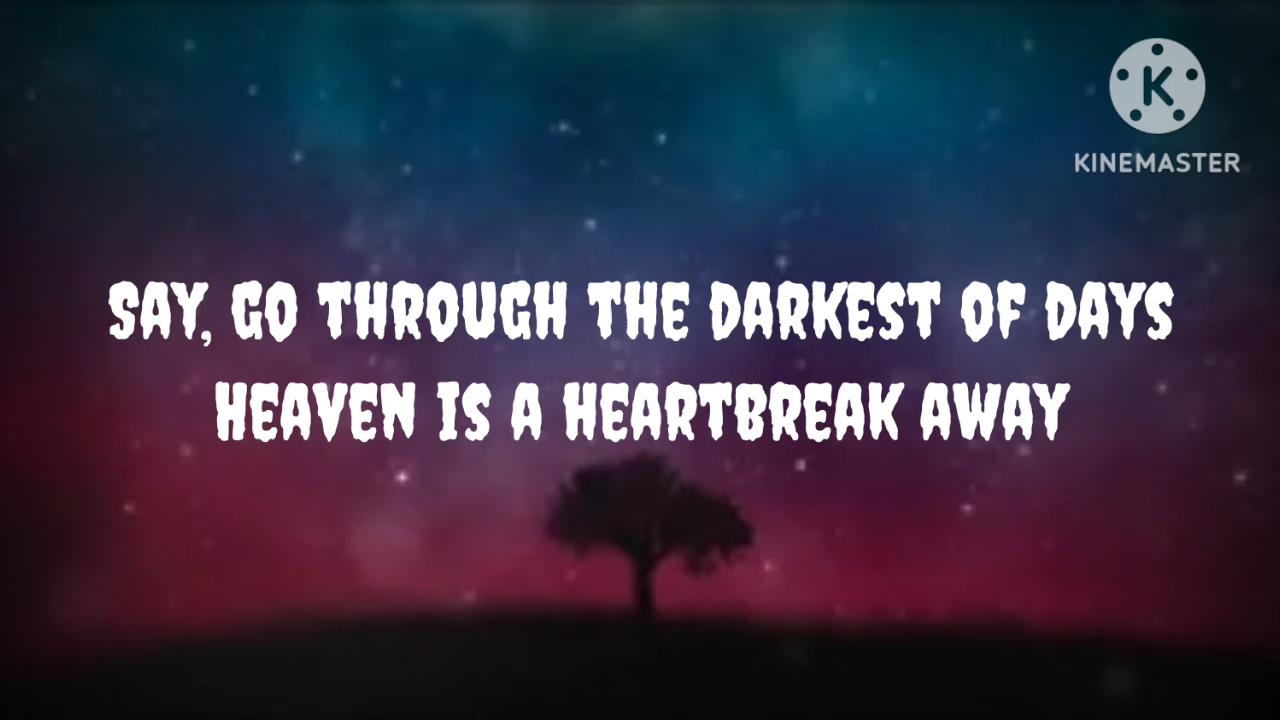 K
KINEMASTER
SAY, GO THROUGH THE DARKEST OF DAYS
HEAVEN IS A HEARTBREAK AWAY